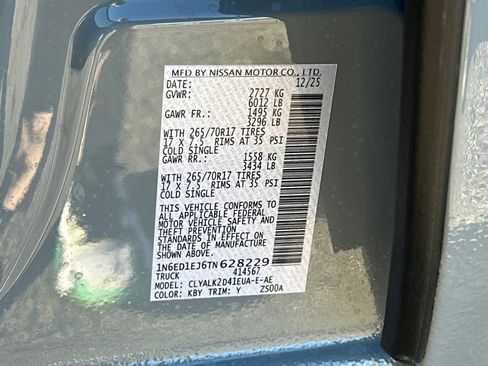 MFD BY NISSAN MOTOR CO., LTD.
DATE: 12/25
GVWR: 2727 KG
6012 LB
GAWR FR.: 1495 KG
3296 LB
WITH 265/70R17 TIRES
17 X 7.5 RIMS AT 35 PSI
COLD SINGLE
GAWR RR.: 1558 KG
3434 LB
WITH 265/70R17 TIRES
17 X 7.5 RIMS AT 35 PSI
COLD SINGLE
THIS VEHICLE CONFORMS TO
ALL APPLICABLE FEDERAL
MOTOR VEHICLE SAFETY AND
THEFT PREVENTION
STANDARDS IN EFFECT ON
THE DATE OF MANUFACTURE
SHOWN ABOVE.
1N6ED1EJ6TN628229
TRUCK 414567
MODEL: CLYALK2D41EUA-E-AE
COLOR: KBY TRIM: Y ZS00A